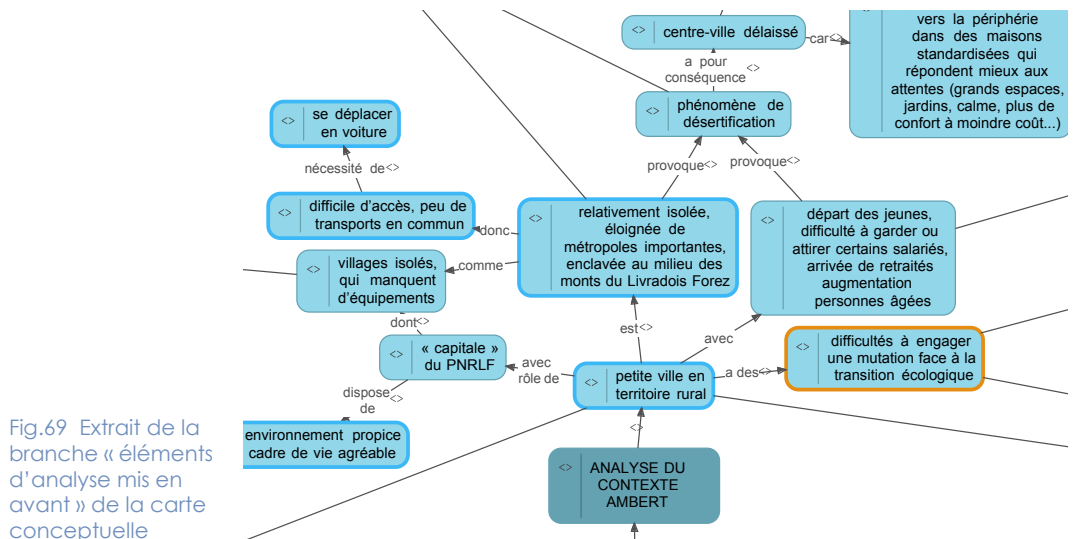 <> centre-ville délaissé
car<>
vers la périphérie
dans des maisons
standardisées qui
répondent mieux aux
attentes (grands espaces,
jardins, calme, plus de
confort à moindre coût...)
<>
a pour
conséquence <>
<> phénomène de
désertification
<> se déplacer
en voiture
nécessité de<>
provoque<>
provoque<>
<> difficile d'accès, peu de
transports en commun
donc
<> relativement isolée,
éloignée de
métropoles importantes,
enclavée au milieu des
monts du Livradois Forez
<> départ des jeunes,
difficulté à garder ou
attirer certains salariés,
arrivée de retraités
augmentation
personnes âgées
<> villages isolés,
qui manquent
d'équipements
comme
dont<>
est<>
avec
<> « capitale »
du PNRLF
avec
rôle de<>
<> petite ville en
territoire rural
a des<>
<> difficultés à engager
une mutation face à la
transition écologique
dispose<>
de
environnement propice
cadre de vie agréable
<>
<> ANALYSE DU
CONTEXTE
AMBERT
Fig.69 Extrait de la
branche « éléments
d'analyse mis en
avant » de la carte
conceptuelle